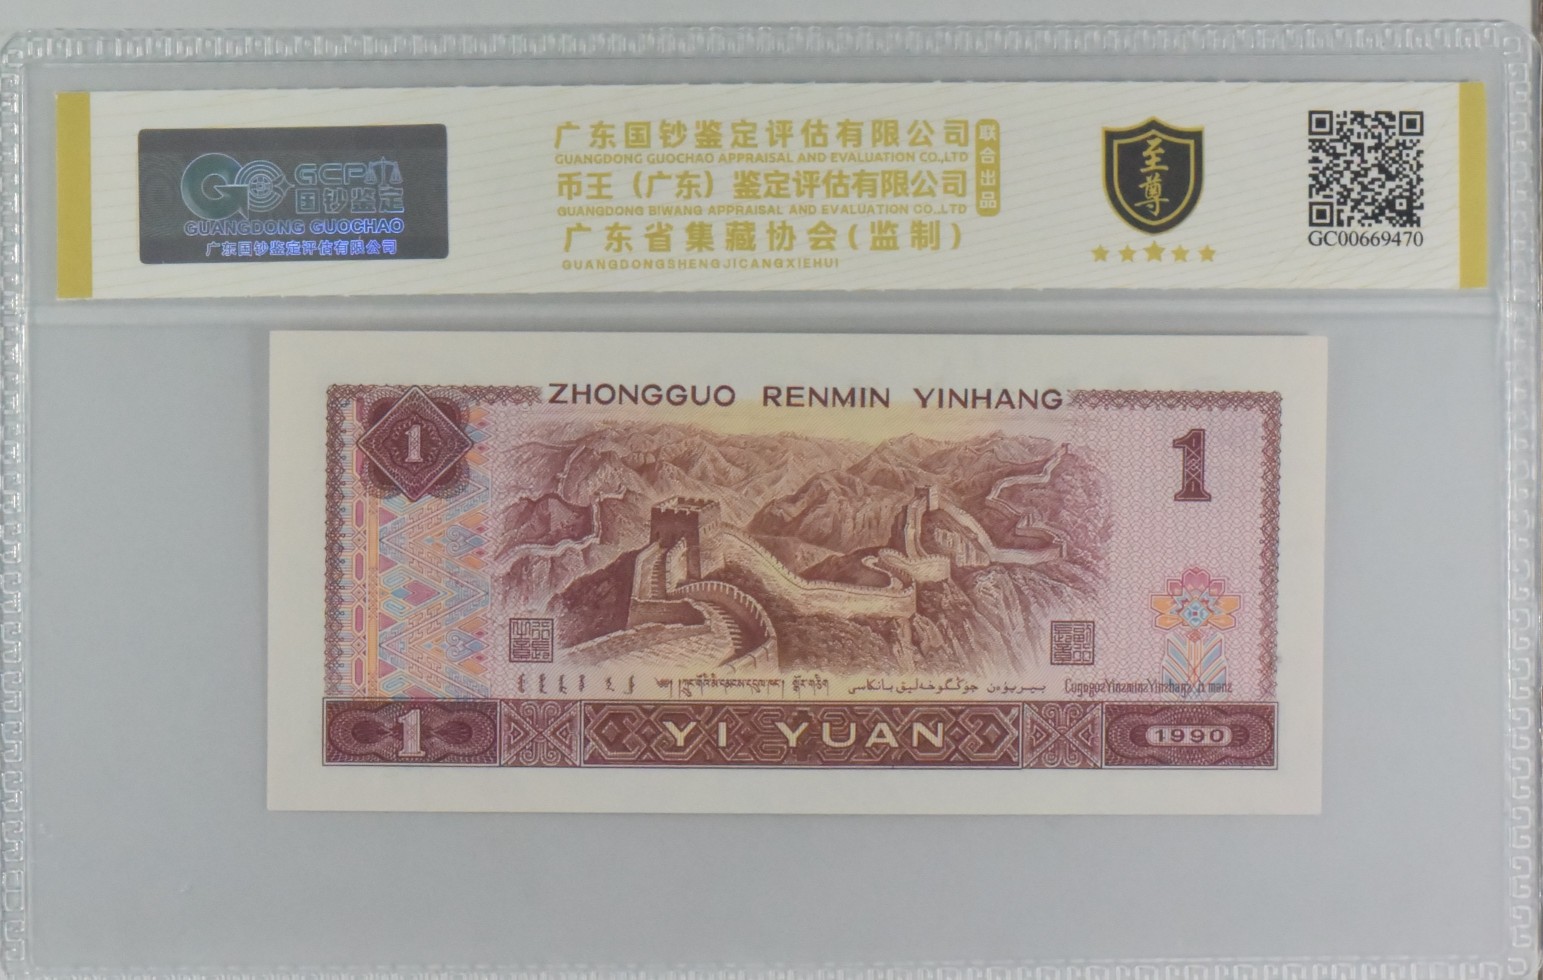 GCP
国钞鉴定
GUANGDONG GUOCHAO
广东国钞鉴定评估有限公司
广东国钞鉴定评估有限公司
GUANGDONG GUOCHAO APPRAISAL AND EVALUATION CO.,LTD
币王（广东）鉴定评估有限公司
GUANGDONG BIWANG APPRAISAL AND EVALUATION CO.,LTD
广东省集藏协会(监制)
GUANGDONGSHENGJICANGXIEHUI
联合出品
至尊
GC00669470
ZHONGGUO RENMIN YINHANG
1
1
1
YI YUAN
1990